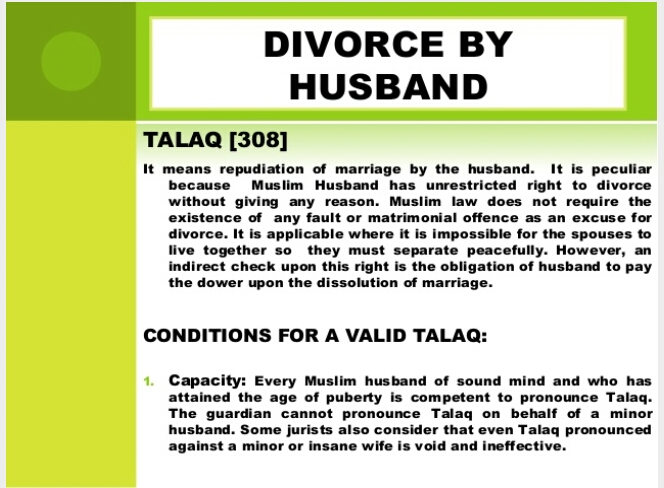 DIVORCE BY
HUSBAND
TALAQ [308]
It means repudiation of marriage by the husband. It is peculiar
because Muslim Husband has unrestricted right to divorce
without giving any reason. Muslim law does not require the
existence of any fault or matrimonial offence as an excuse for
divorce. It is applicable where it is impossible for the spouses to
live together so they must separate peacefully. However, an
indirect check upon this right is the obligation of husband to pay
the dower upon the dissolution of marriage.
CONDITIONS FOR A VALID TALAQ:
1. Capacity: Every Muslim husband of sound mind and who has
attained the age of puberty is competent to pronounce Talaq.
The guardian cannot pronounce Talaq on behalf of a minor
husband. Some jurists also consider that even Talaq pronounced
against a minor or insane wife is void and ineffective.